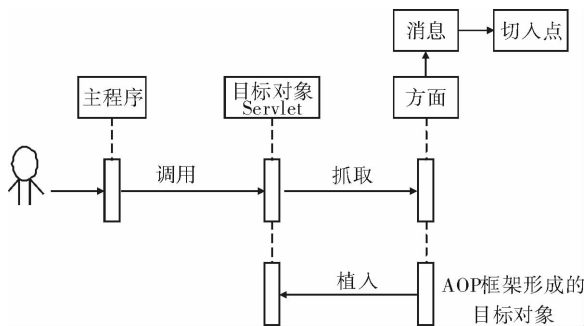 消息
切入点
主程序
目标对象
Servlet
方面
调用
抓取
植入
AOP框架形成的
目标对象